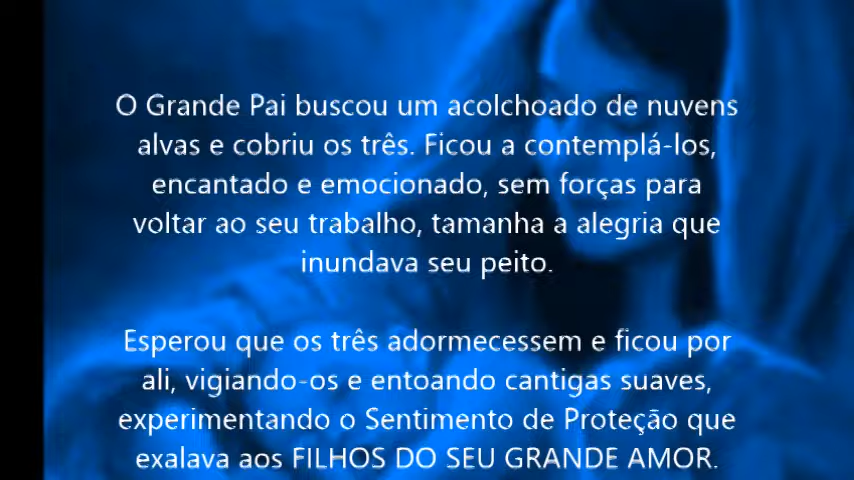 O Grande Pai buscou um acolchoado de nuvens
alvas e cobriu os três. Ficou a contemplá-los,
encantado e emocionado, sem forças para
voltar ao seu trabalho, tamanha a alegria que
inundava seu peito.
Esperou que os três adormecessem e ficou por
ali, vigiando-os e entoando cantigas suaves,
experimentando o Sentimento de Proteção que
exalava aos FILHOS DO SEU GRANDE AMOR.